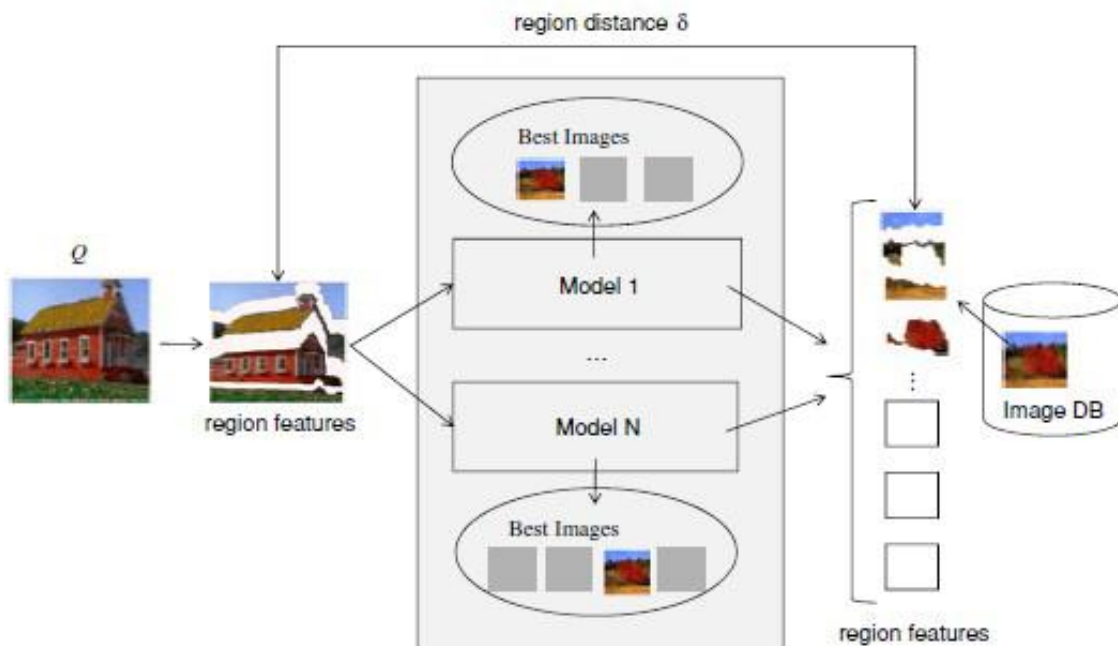 region distance δ
Best Images
Q
Model 1
...
region features
Model N
Image DB
Best Images
region features